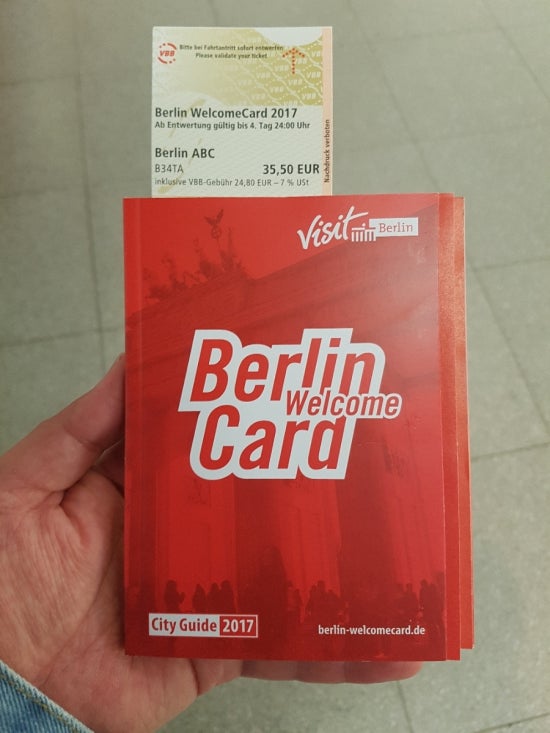 VBB
Bitte bei Fahrtantritt sofort entwerfen
Please validate your ticket.
Berlin WelcomeCard 2017
Ab Entwertung gültig bis 4. Tag 24:00 Uhr
Berlin ABC
B34TA 35,50 EUR
inklusive VBB-Gebühr 24,80 EUR – 7 % USt
Nachdruck verboten
Visit Berlin
Berlin
Welcome
Card
City Guide 2017
berlin-welcomecard.de